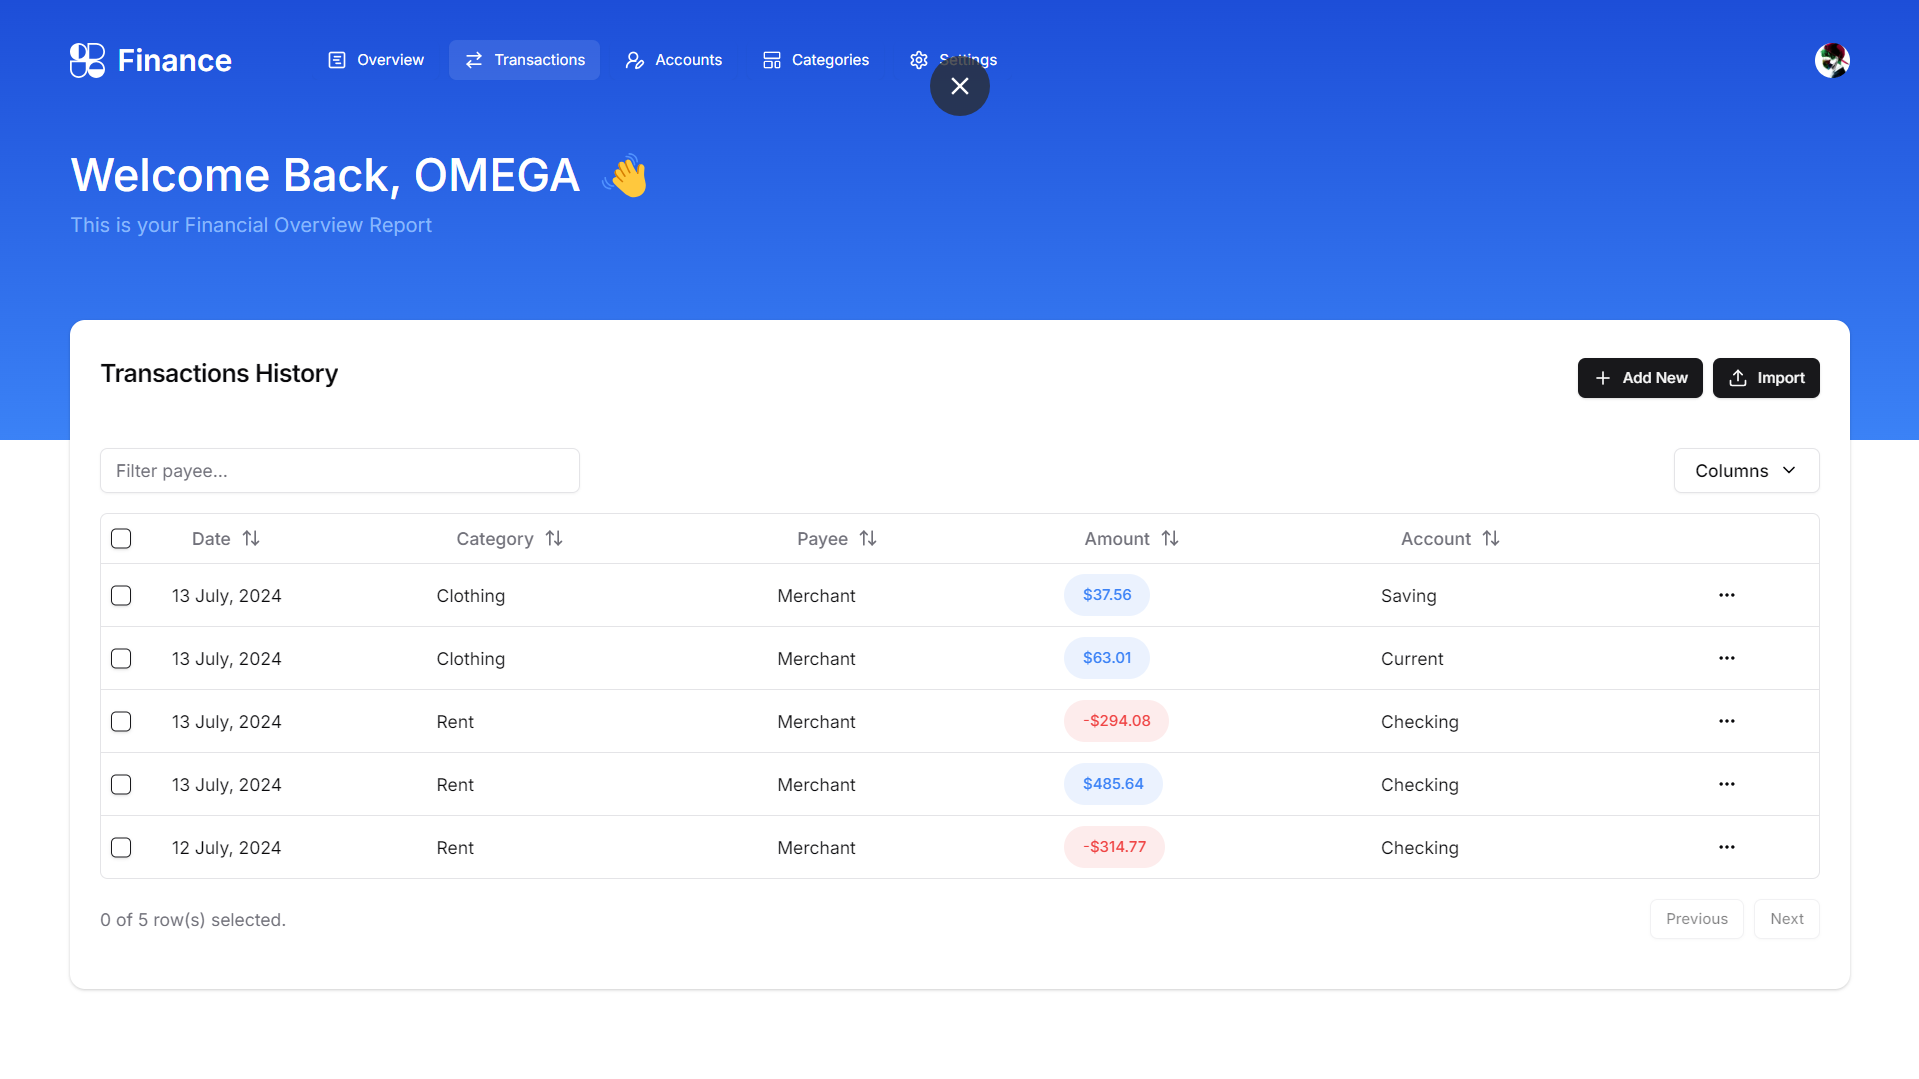 Finance
Overview
Transactions
Accounts
Categories
Settings
Welcome Back, OMEGA 👋
This is your Financial Overview Report
Transactions History
Add New
Import
Filter payee...
Columns
Date Category Payee Amount Account
13 July, 2024 Clothing Merchant $37.56 Saving
13 July, 2024 Clothing Merchant $63.01 Current
13 July, 2024 Rent Merchant -$294.08 Checking
13 July, 2024 Rent Merchant $485.64 Checking
12 July, 2024 Rent Merchant -$314.77 Checking
0 of 5 row(s) selected.
Previous
Next